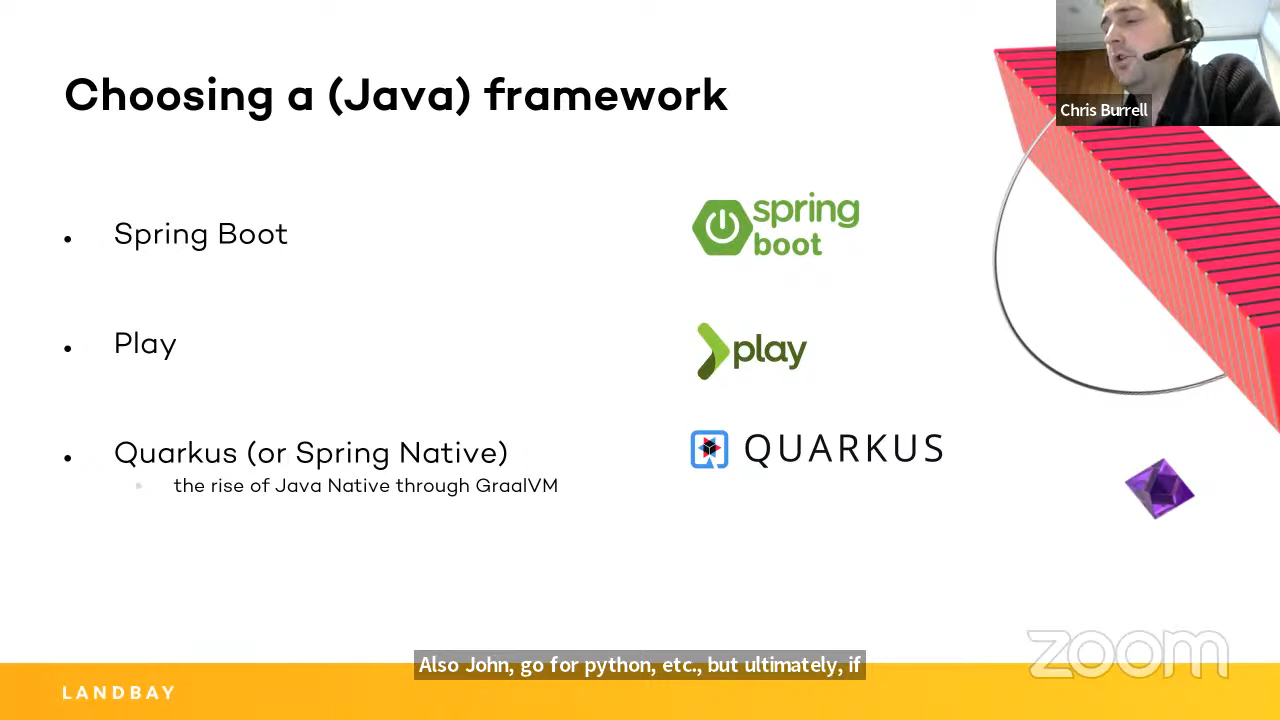 Choosing a (Java) framework
Chris Burrell
Spring Boot
spring
boot
Play
play
Quarkus (or Spring Native)
QUARKUS
the rise of Java Native through GraalVM
zoom
Also John, go for python, etc., but ultimately, if
LANDBAY